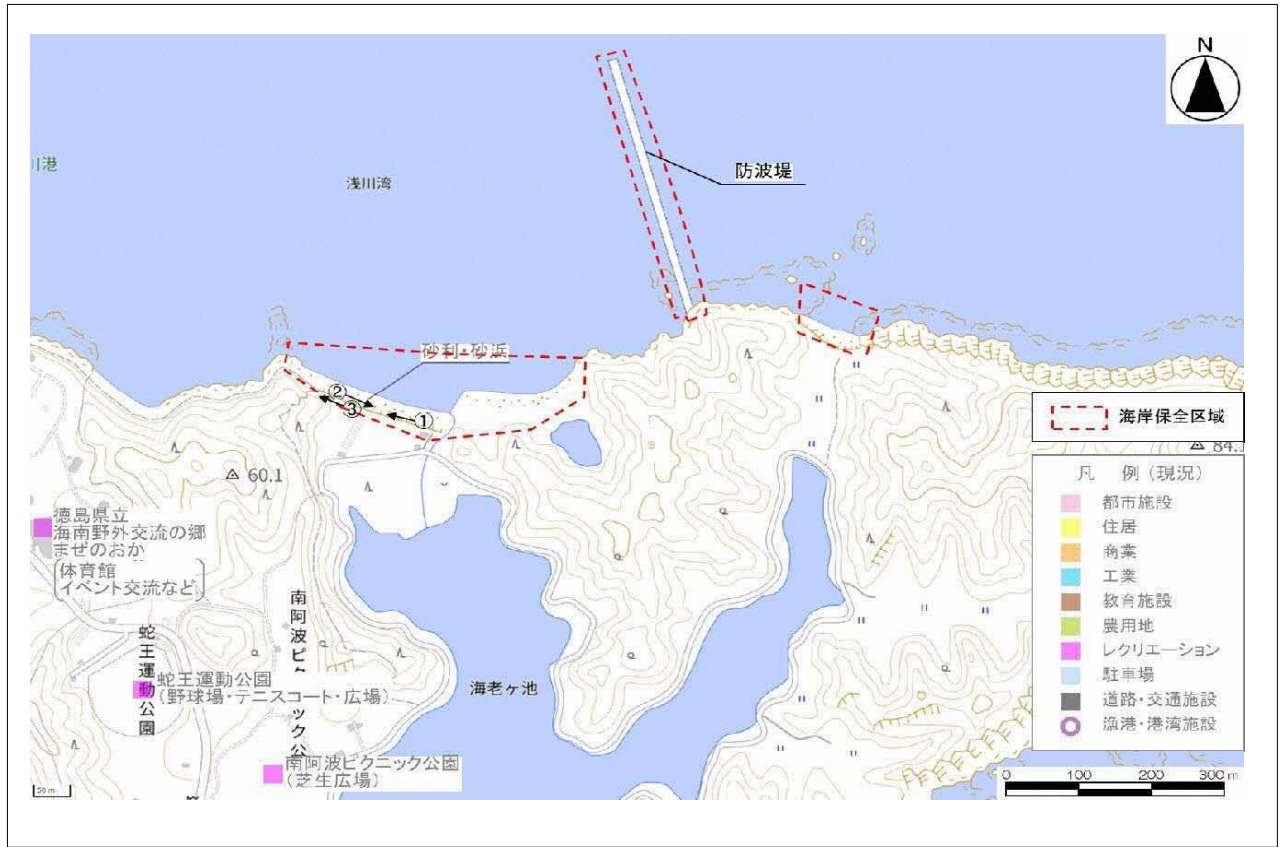 N
川港
浅川湾
防波堤
砂利・砂浜
②
③
①
海岸保全区域
84.
60.1
凡 例（現況）
都市施設
住居
商業
工業
教育施設
農用地
レクリエーション
駐車場
道路・交通施設
漁港・港湾施設
徳島県立
海南野外交流の郷
まぜのおか
体育館
イベント交流など
蛇王運動公園
蛇王運動公園
（野球場・テニスコート・広場）
南阿波ピク
ック公
海老ヶ池
南阿波ピクニック公園
（芝生広場）
50 m
0 100 200 300 m